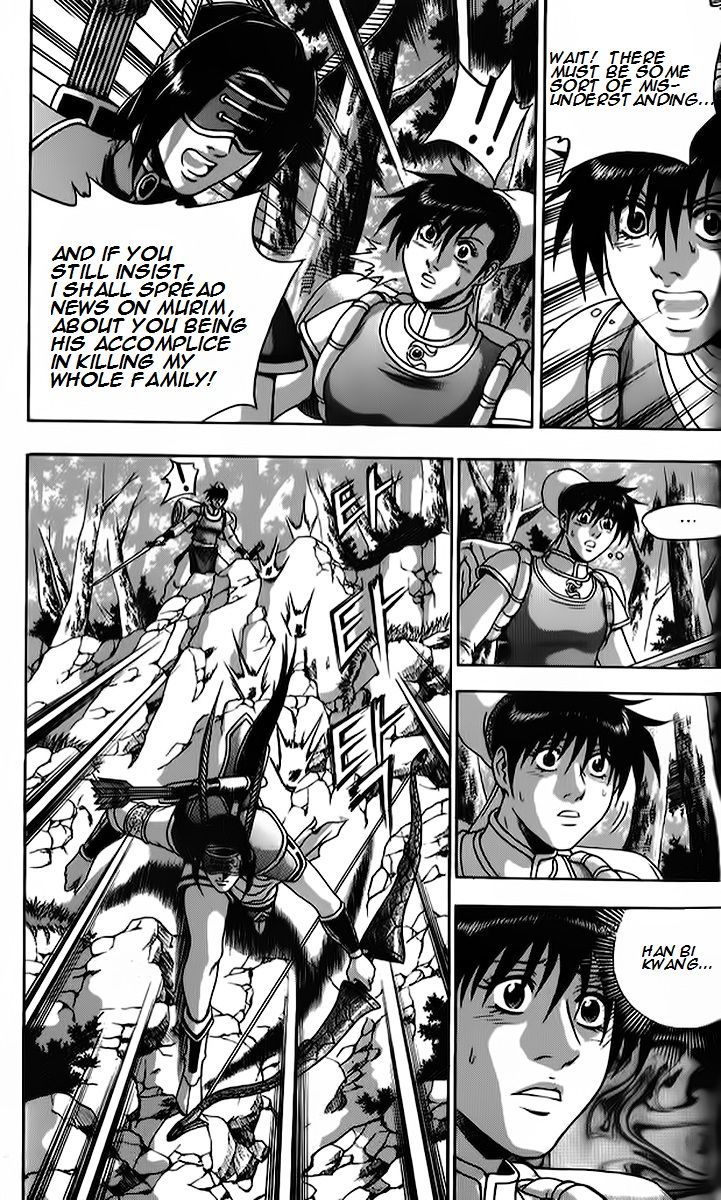 AND IF YOU
STILL INSIST,
I SHALL SPREAD
NEWS ON MURIM,
ABOUT YOU BEING
HIS ACCOMPLICE
IN KILLING MY
WHOLE FAMILY!
!!
WAIT! THERE
MUST BE SOME
SORT OF MIS-
UNDERSTANDING...
!
타
타
탁
...
HAN BI
KWANG...